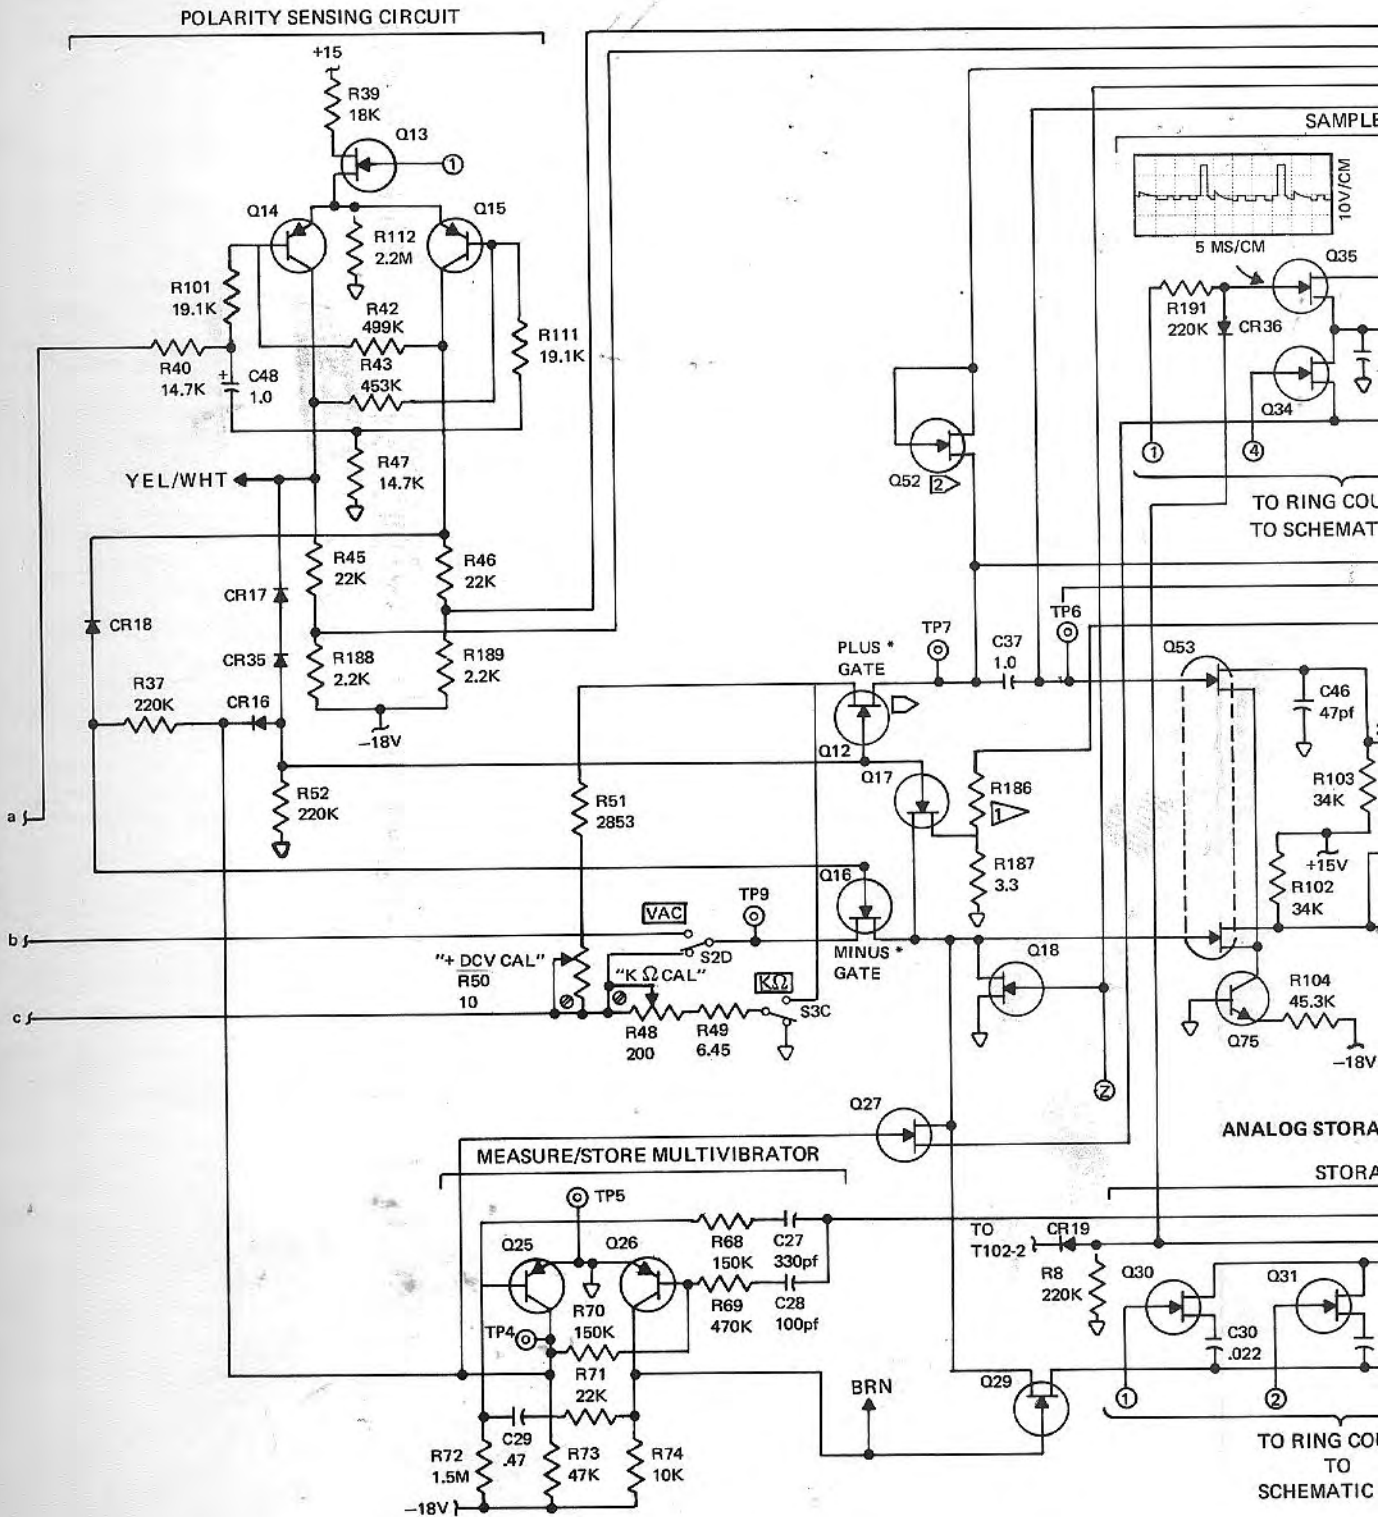 POLARITY SENSING CIRCUIT
+15
R39
18K
Q13
1
Q14
Q15
R112
2.2M
R101
19.1K
R42
499K
R111
19.1K
R40
14.7K
+
C48
1.0
R43
453K
R47
14.7K
YEL/WHT
R45
22K
R46
22K
CR17
CR18
CR35
R188
2.2K
R189
2.2K
R37
220K
CR16
−18V
R52
220K
a
b
c
R51
2853
"+ DCV CAL"
R50
10
VAC
S2D
TP9
"K Ω CAL"
R48
200
R49
6.45
KΩ
S3C
Q52
2
PLUS *
GATE
TP7
C37
1.0
TP6
Q12
Q17
R186
1
R187
3.3
Q16
MINUS *
GATE
Q18
2
Q27
SAMPLE
10V/CM
5 MS/CM
Q35
R191
220K
CR36
Q34
1
4
TO RING COU
TO SCHEMAT
Q53
C46
47pf
R103
34K
+15V
R102
34K
R104
45.3K
Q75
−18V
ANALOG STORA
STORA
MEASURE/STORE MULTIVIBRATOR
TP5
Q25
Q26
R68
150K
C27
330pf
R70
150K
R69
470K
C28
100pf
TP4
R71
22K
C29
.47
R72
1.5M
R73
47K
R74
10K
−18V
BRN
TO
T102-2
CR19
R8
220K
Q30
Q31
C30
.022
Q29
1
2
TO RING COU
TO
SCHEMATIC